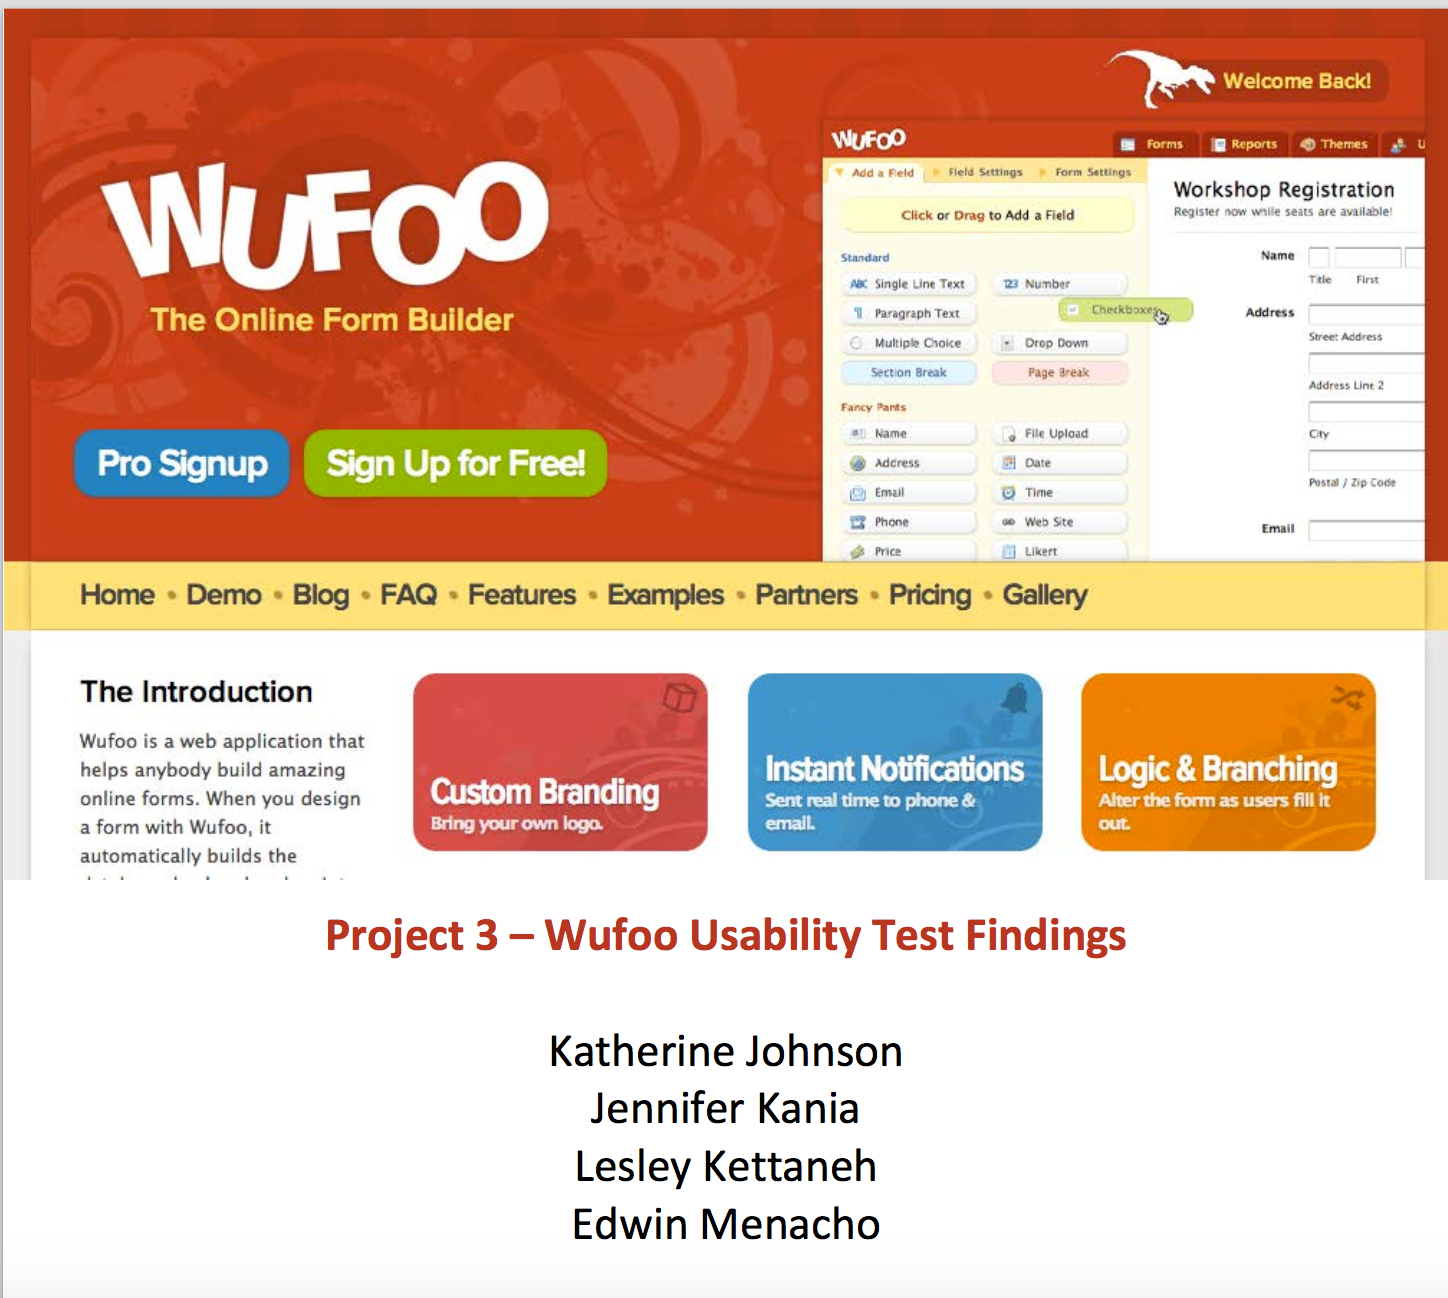 Welcome Back!
WUFOO
The Online Form Builder
Pro Signup
Sign Up for Free!
WUFOO
Forms
Reports
Themes
U
Add a Field
Field Settings
Form Settings
Click or Drag to Add a Field
Standard
ABC Single Line Text
123 Number
Paragraph Text
Checkboxes
Multiple Choice
Drop Down
Section Break
Page Break
Fancy Pants
Name
File Upload
Address
Date
Email
Time
Phone
Web Site
Price
Likert
Workshop Registration
Register now while seats are available!
Name
Title First
Address
Street Address
Address Line 2
City
Postal / Zip Code
Email
Home • Demo • Blog • FAQ • Features • Examples • Partners • Pricing • Gallery
The Introduction
Wufoo is a web application that
helps anybody build amazing
online forms. When you design
a form with Wufoo, it
automatically builds the
Custom Branding
Bring your own logo.
Instant Notifications
Sent real time to phone &
email.
Logic & Branching
Alter the form as users fill it
out.
Project 3 – Wufoo Usability Test Findings
Katherine Johnson
Jennifer Kania
Lesley Kettaneh
Edwin Menacho